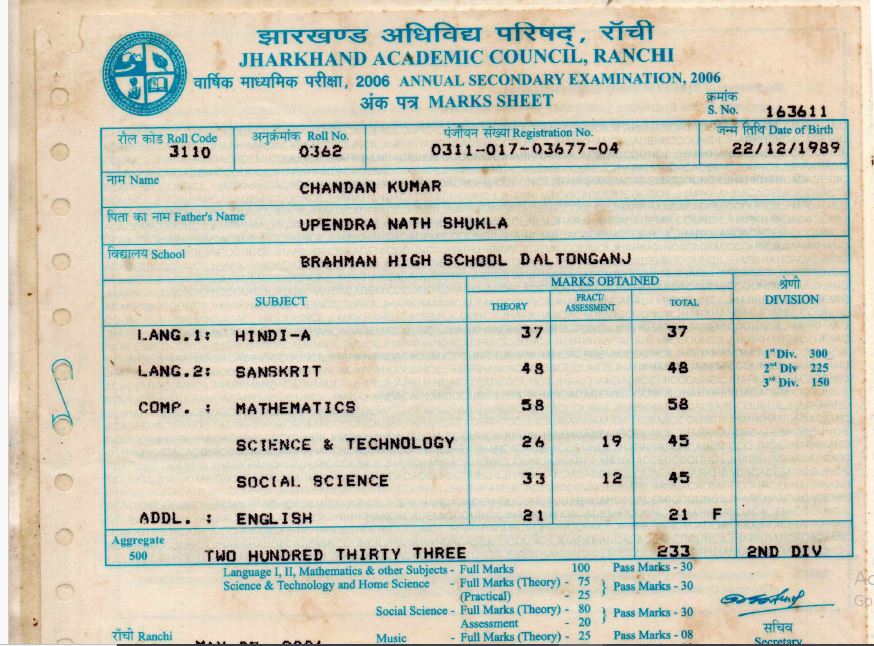 झारखण्ड अधिविद्य परिषद्, राँची
JHARKHAND ACADEMIC COUNCIL, RANCHI
वार्षिक माध्यमिक परीक्षा, 2006 ANNUAL SECONDARY EXAMINATION, 2006
अंक पत्र MARKS SHEET
क्रमांक
S. No. 163611
रौल कोड Roll Code अनुक्रमांक Roll No. पंजीयन संख्या Registration No. जन्म तिथि Date of Birth
3110 0362 0311-017-03677-04 22/12/1989
नाम Name CHANDAN KUMAR
पिता का नाम Father's Name UPENDRA NATH SHUKLA
विद्यालय School BRAHMAN HIGH SCHOOL DALTONGANJ
SUBJECT MARKS OBTAINED श्रेणी
THEORY PRACT/ ASSESSMENT TOTAL DIVISION
LANG.1: HINDI-A 37 37
1st Div. 300
LANG.2: SANSKRIT 48 48
2nd Div 225
3rd Div. 150
COMP. : MATHEMATICS 58 58
SCIENCE & TECHNOLOGY 26 19 45
SOCIAL SCIENCE 33 12 45
ADDL. : ENGLISH 21 21 F
Aggregate
500 TWO HUNDRED THIRTY THREE 233 2ND DIV
Language I, II, Mathematics & other Subjects - Full Marks 100 Pass Marks - 30
Science & Technology and Home Science - Full Marks (Theory) - 75 } Pass Marks - 30
(Practical) - 25
Social Science - Full Marks (Theory) - 80 } Pass Marks - 30
Assessment - 20
सचिव
राँची Ranchi Music - Full Marks (Theory) - 25 Pass Marks - 08
Secretary